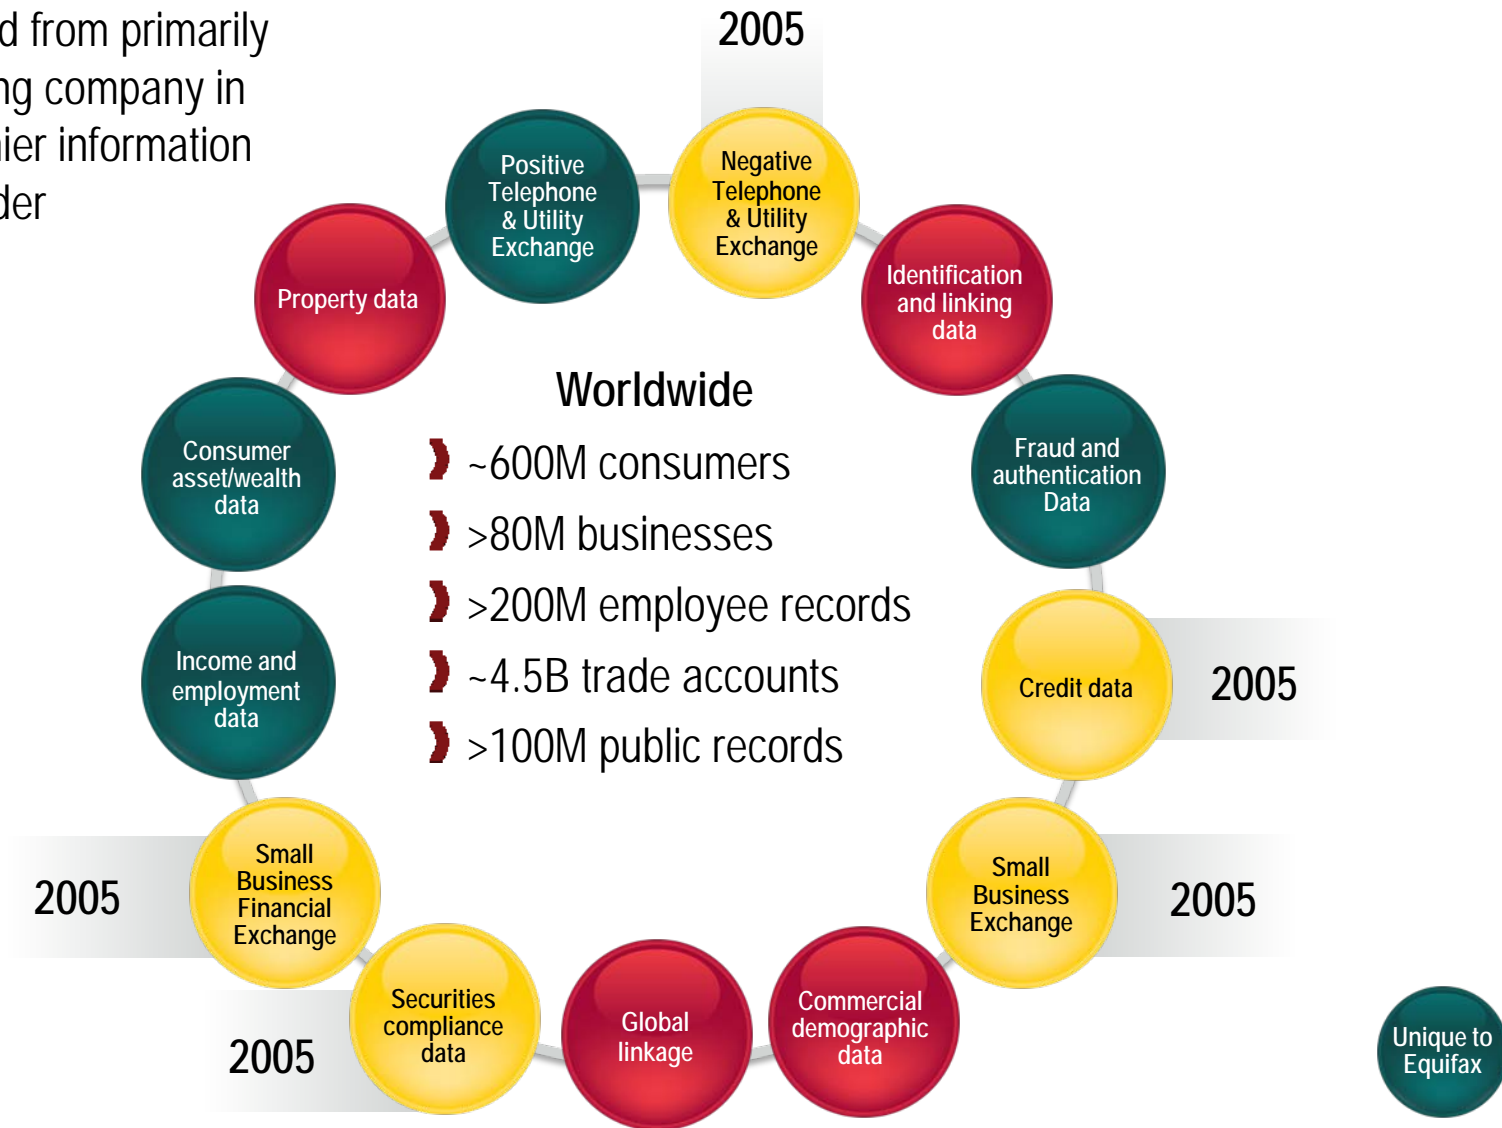 d from primarily
ng company in
ier information
der
2005
Positive
Telephone
& Utility
Exchange
Negative
Telephone
& Utility
Exchange
Identification
and linking
data
Property data
Worldwide
~600M consumers
>80M businesses
>200M employee records
~4.5B trade accounts
>100M public records
Consumer
asset/wealth
data
Fraud and
authentication
Data
Income and
employment
data
Credit data
2005
2005
Small
Business
Financial
Exchange
Small
Business
Exchange
2005
2005
Securities
compliance
data
Global
linkage
Commercial
demographic
data
Unique to
Equifax